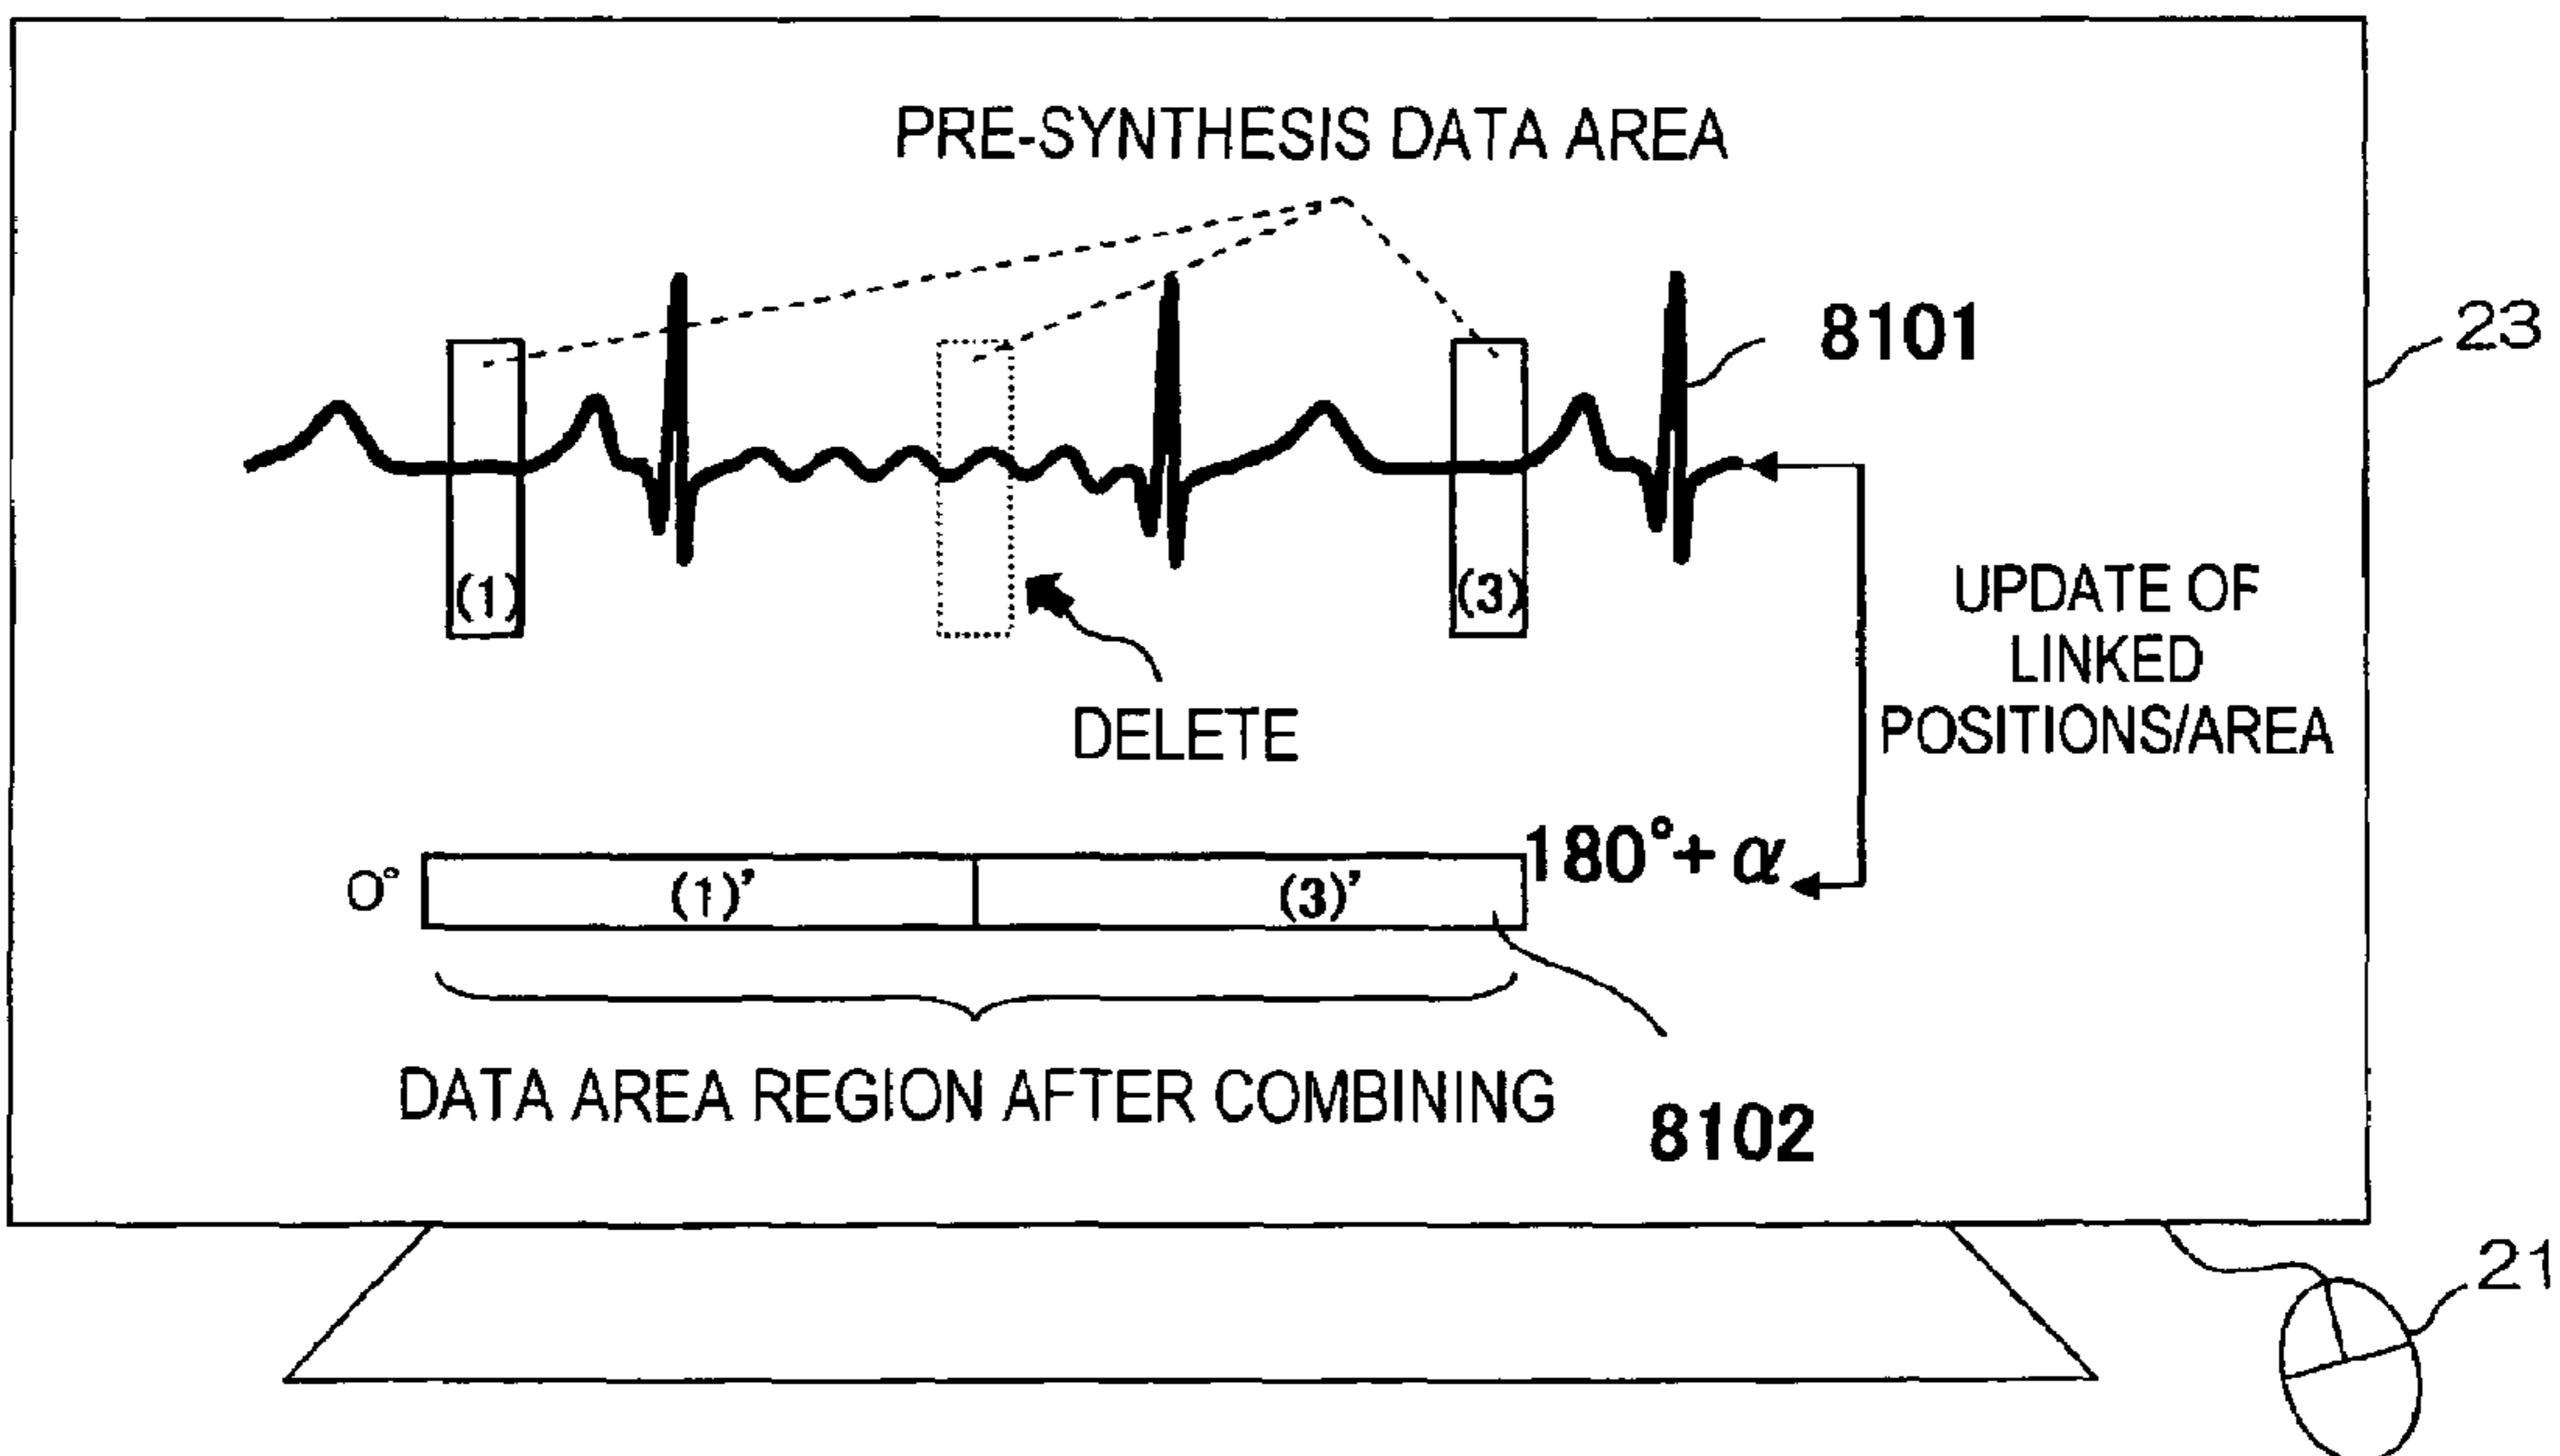 PRE-SYNTHESIS DATA AREA
8101
23
(1)
(3)
UPDATE OF
LINKED
POSITIONS/AREA
DELETE
0°
(1)'
(3)'
180°+ α
DATA AREA REGION AFTER COMBINING
8102
21